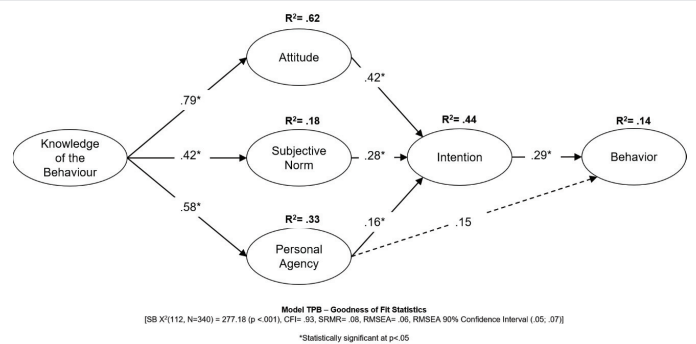 R²= .62
Attitude
.79*
.42*
R²= .18
R²= .44
R²= .14
Knowledge
of the
Behaviour
.42*
Subjective
Norm
.28*
Intention
.29*
Behavior
.58*
R²= .33
.16*
.15
Personal
Agency
Model TPB – Goodness of Fit Statistics
[SB X²(112, N=340) = 277.18 (p <.001), CFI= .93, SRMR= .08, RMSEA= .06, RMSEA 90% Confidence Interval (.05; .07)]
*Statistically significant at p<.05